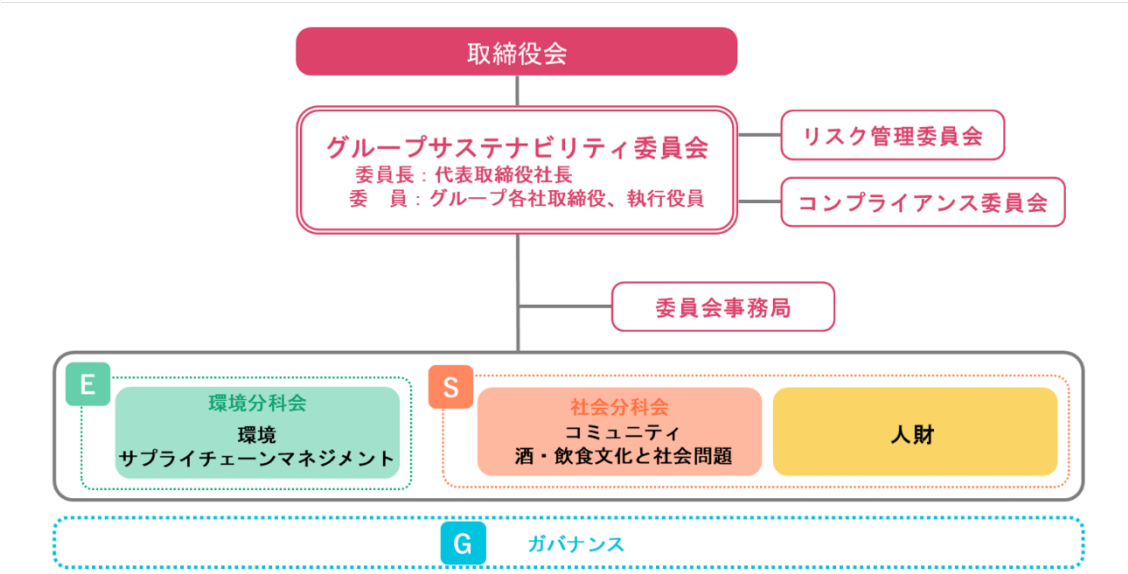 取締役会
グループサステナビリティ委員会
委員長：代表取締役社長
委　員：グループ各社取締役、執行役員
リスク管理委員会
コンプライアンス委員会
委員会事務局
E
環境分科会
環境
サプライチェーンマネジメント
S
社会分科会
コミュニティ
酒・飲食文化と社会問題
人財
G
ガバナンス